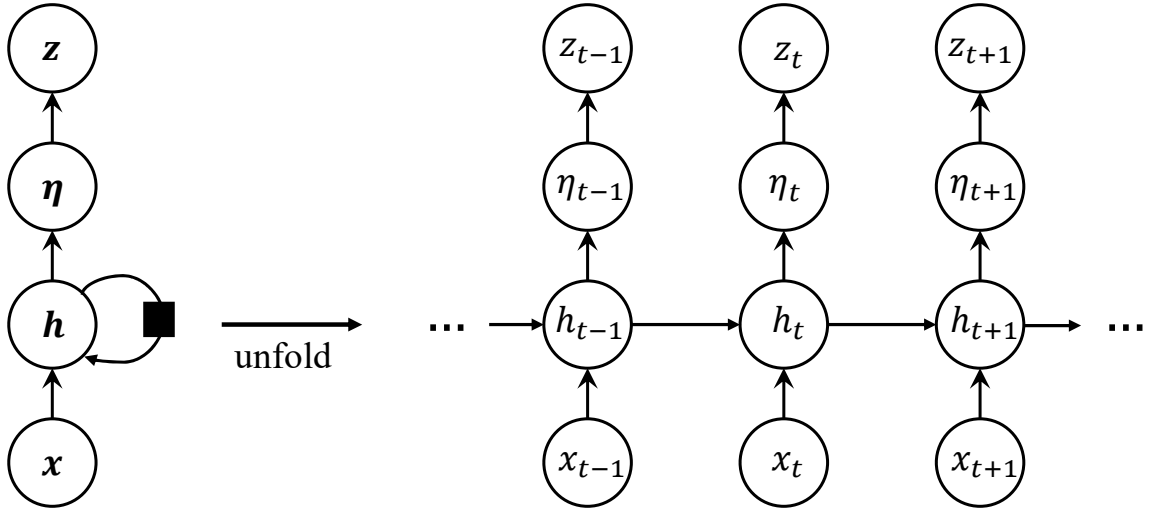 z z_{t−1} z_t z_{t+1}
η η_{t−1} η_t η_{t+1}
h unfold ... h_{t−1} h_t h_{t+1} ...
x x_{t−1} x_t x_{t+1}